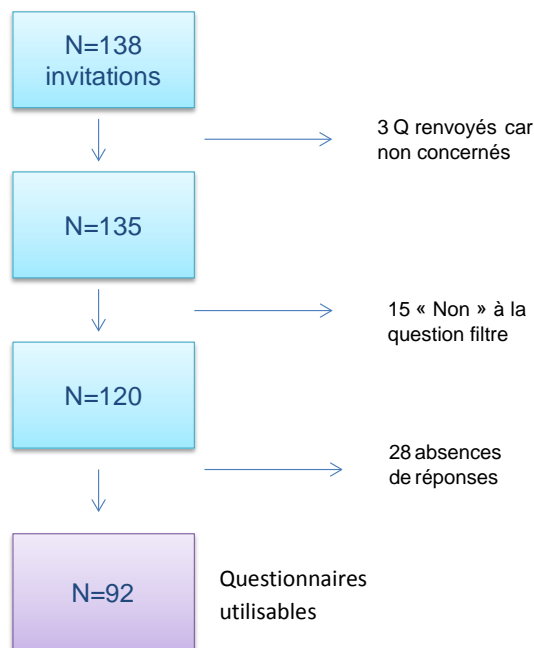 N=138
invitations
3 Q renvoyés car
non concernés
N=135
15 « Non » à la
question filtre
N=120
28 absences
de réponses
N=92
Questionnaires
utilisables